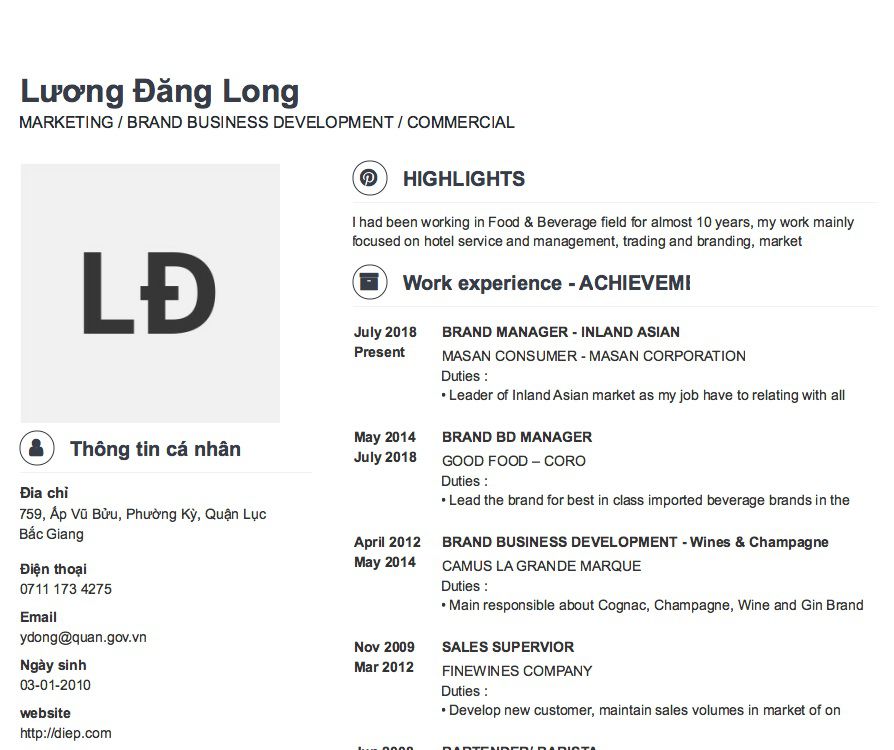 Lương Đăng Long
MARKETING / BRAND BUSINESS DEVELOPMENT / COMMERCIAL
LĐ
Thông tin cá nhân
Đia chỉ
759, Ấp Vũ Bửu, Phường Kỳ, Quận Lục
Bắc Giang
Điện thoại
0711 173 4275
Email
ydong@quan.gov.vn
Ngày sinh
03-01-2010
website
http://diep.com
HIGHLIGHTS
I had been working in Food & Beverage field for almost 10 years, my work mainly
focused on hotel service and management, trading and branding, market
Work experience - ACHIEVEME
July 2018
Present
BRAND MANAGER - INLAND ASIAN
MASAN CONSUMER - MASAN CORPORATION
Duties :
• Leader of Inland Asian market as my job have to relating with all
May 2014
July 2018
BRAND BD MANAGER
GOOD FOOD – CORO
Duties :
• Lead the brand for best in class imported beverage brands in the
April 2012
May 2014
BRAND BUSINESS DEVELOPMENT - Wines & Champagne
CAMUS LA GRANDE MARQUE
Duties :
• Main responsible about Cognac, Champagne, Wine and Gin Brand
Nov 2009
Mar 2012
SALES SUPERVIOR
FINEWINES COMPANY
Duties :
• Develop new customer, maintain sales volumes in market of on
BARTENDER/ BARISTA